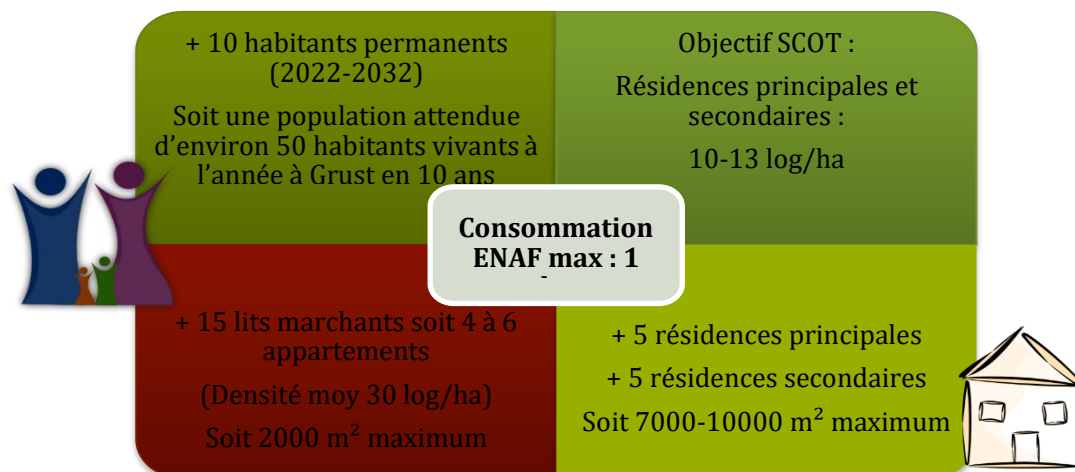 + 10 habitants permanents
(2022-2032)
Soit une population attendue
d’environ 50 habitants vivants à
l’année à Grust en 10 ans
Objectif SCOT :
Résidences principales et
secondaires :
10-13 log/ha
Consommation
ENAF max : 1
+ 15 lits marchants soit 4 à 6
appartements
(Densité moy 30 log/ha)
Soit 2000 m² maximum
+ 5 résidences principales
+ 5 résidences secondaires
Soit 7000-10000 m² maximum